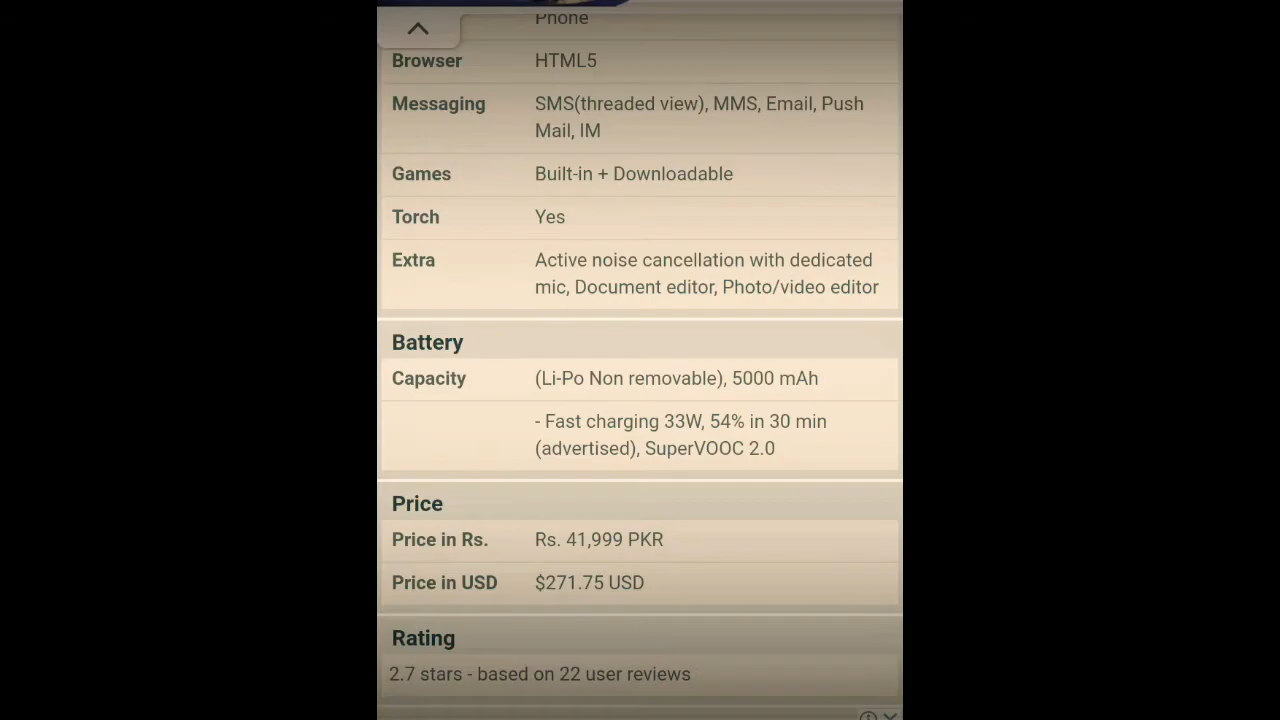 Phone
Browser HTML5
Messaging SMS(threaded view), MMS, Email, Push
Mail, IM
Games Built-in + Downloadable
Torch Yes
Extra Active noise cancellation with dedicated
mic, Document editor, Photo/video editor
Battery
Capacity (Li-Po Non removable), 5000 mAh
- Fast charging 33W, 54% in 30 min
(advertised), SuperVOOC 2.0
Price
Price in Rs. Rs. 41,999 PKR
Price in USD $271.75 USD
Rating
2.7 stars - based on 22 user reviews